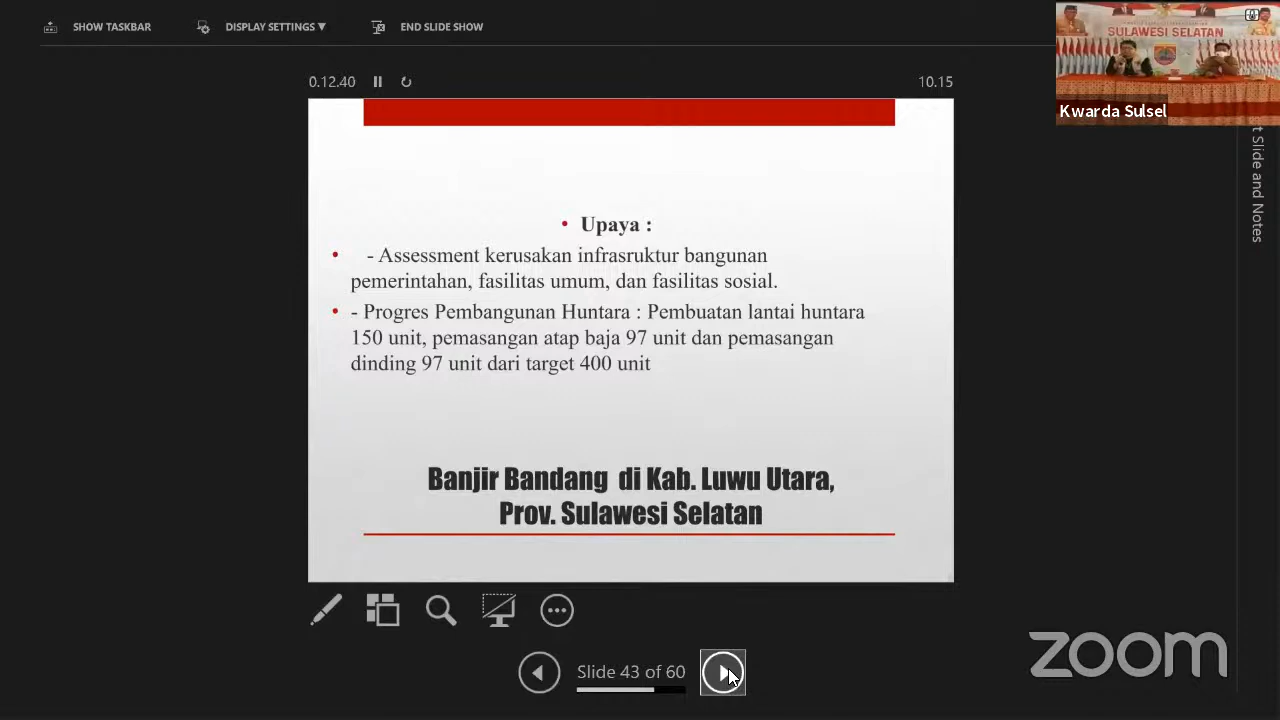 SHOW TASKBAR
DISPLAY SETTINGS ▼
END SLIDE SHOW
SULAWESI SELATAN
Kwarda Sulsel
0.12.40
10.15
t Slide and Notes
• Upaya :
• - Assessment kerusakan infrasruktur bangunan
pemerintahan, fasilitas umum, dan fasilitas sosial.
• - Progres Pembangunan Huntara : Pembuatan lantai huntara
150 unit, pemasangan atap baja 97 unit dan pemasangan
dinding 97 unit dari target 400 unit
Banjir Bandang di Kab. Luwu Utara,
Prov. Sulawesi Selatan
Slide 43 of 60
zoom